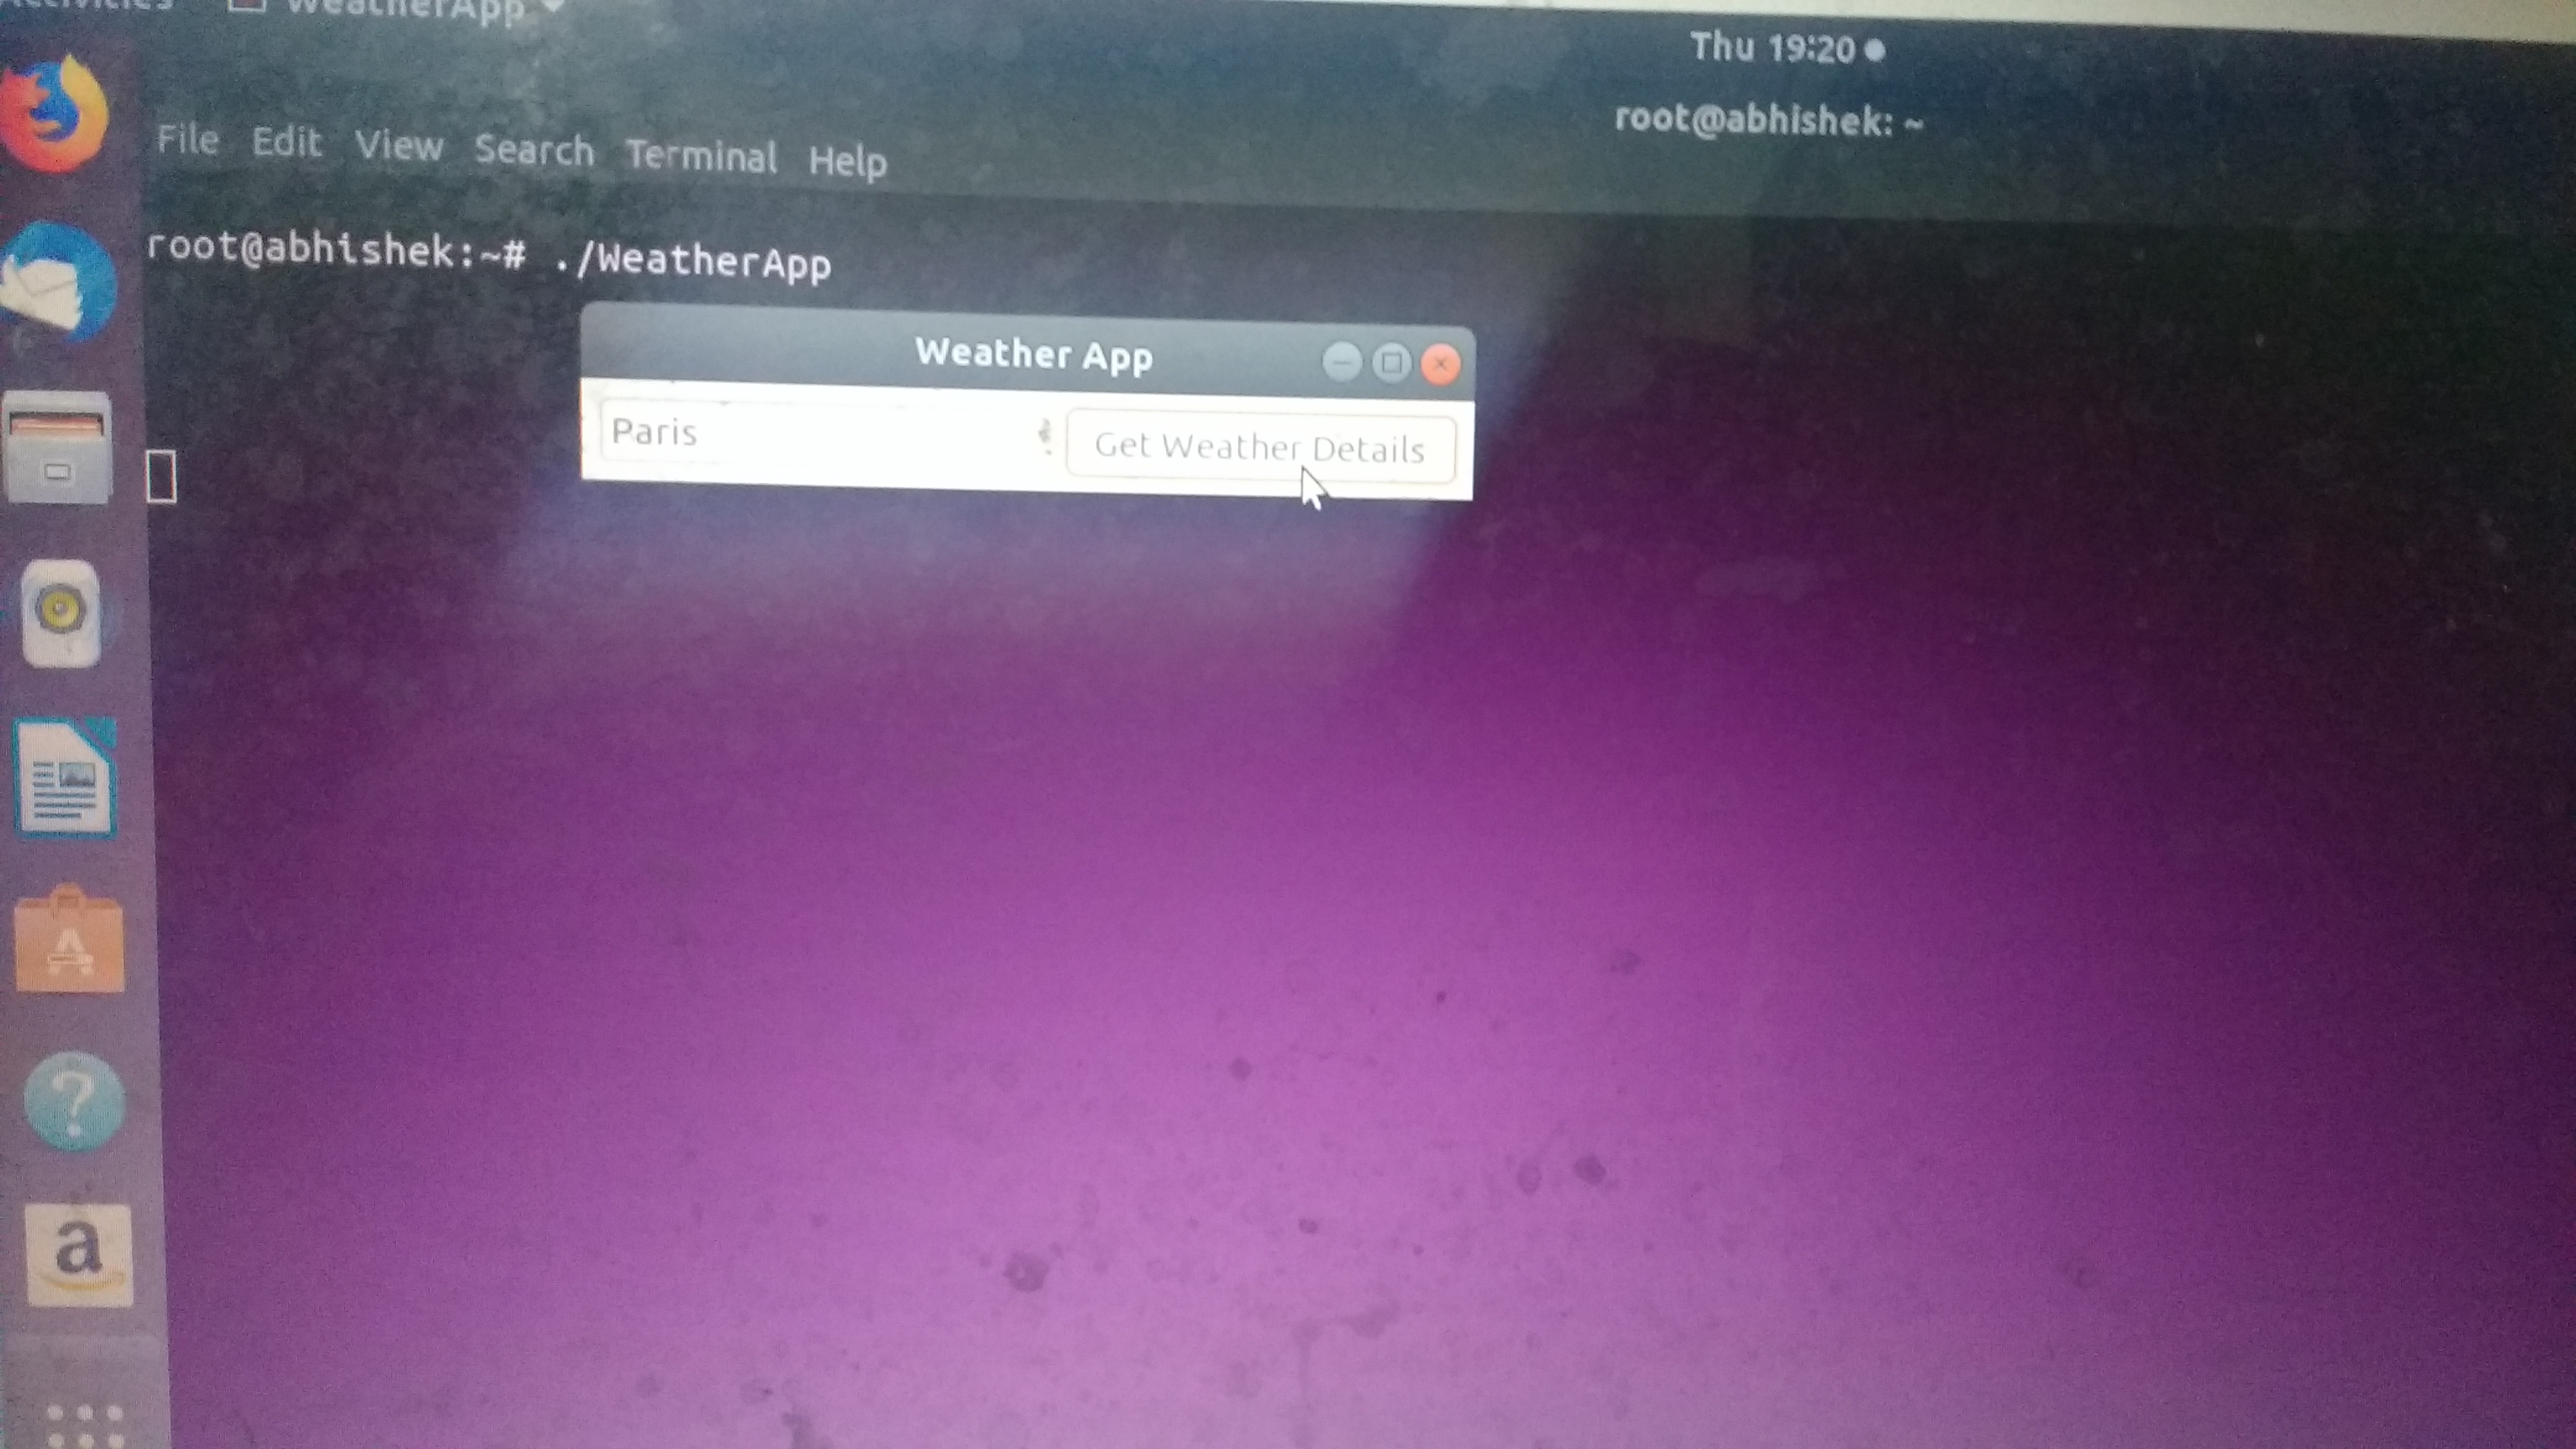 WeatherApp
Thu 19:20
root@abhishek: ~
File Edit View Search Terminal Help
root@abhishek:~# ./WeatherApp
Weather App
Paris
Get Weather Details
A
?
a